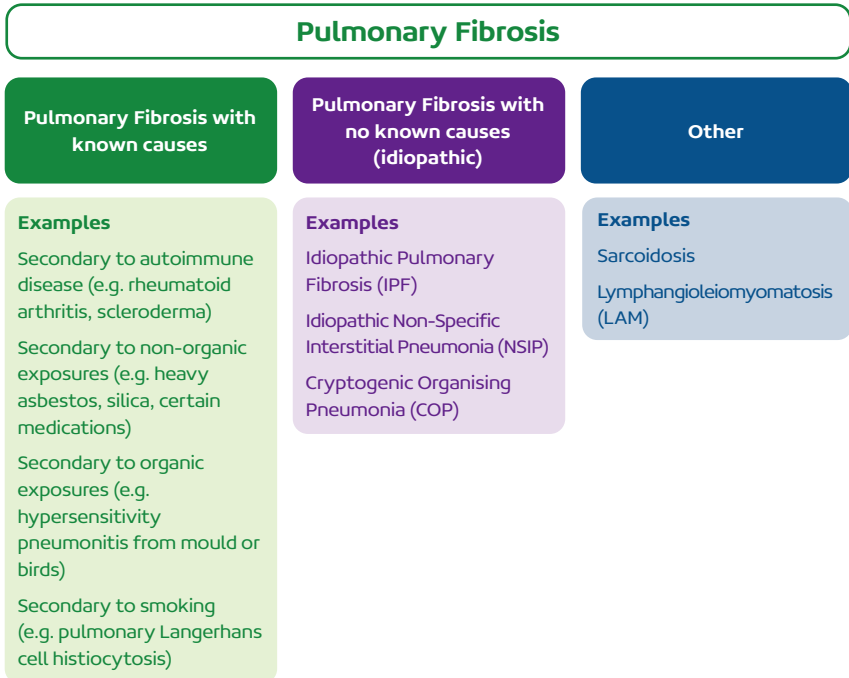 Pulmonary Fibrosis
Pulmonary Fibrosis with
known causes
Examples
Secondary to autoimmune
disease (e.g. rheumatoid
arthritis, scleroderma)
Secondary to non-organic
exposures (e.g. heavy
asbestos, silica, certain
medications)
Secondary to organic
exposures (e.g.
hypersensitivity
pneumonitis from mould or
birds)
Secondary to smoking
(e.g. pulmonary Langerhans
cell histiocytosis)
Pulmonary Fibrosis with
no known causes
(idiopathic)
Examples
Idiopathic Pulmonary
Fibrosis (IPF)
Idiopathic Non-Specific
Interstitial Pneumonia (NSIP)
Cryptogenic Organising
Pneumonia (COP)
Other
Examples
Sarcoidosis
Lymphangioleiomyomatosis
(LAM)